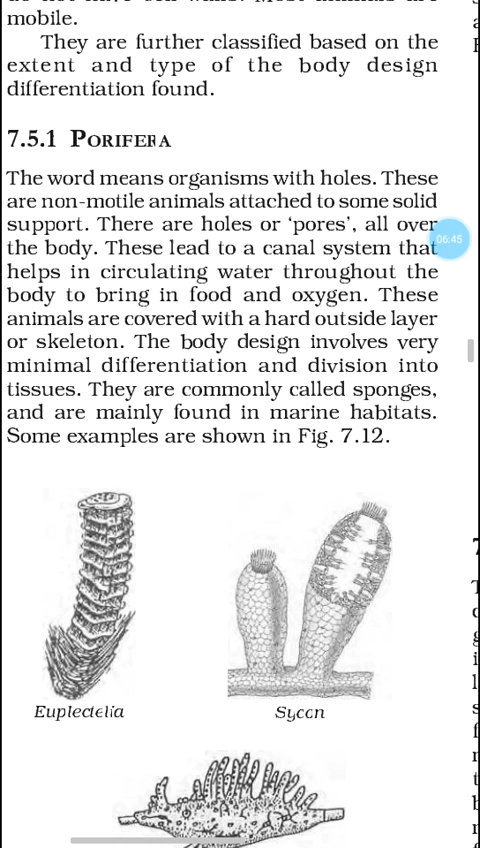 mobile.
They are further classified based on the
extent and type of the body design
differentiation found.
7.5.1 PORIFERA
The word means organisms with holes. These
are non-motile animals attached to some solid
support. There are holes or ‘pores’, all over
the body. These lead to a canal system that
06:45
helps in circulating water throughout the
body to bring in food and oxygen. These
animals are covered with a hard outside layer
or skeleton. The body design involves very
minimal differentiation and division into
tissues. They are commonly called sponges,
and are mainly found in marine habitats.
Some examples are shown in Fig. 7.12.
Euplectelia
Sycon